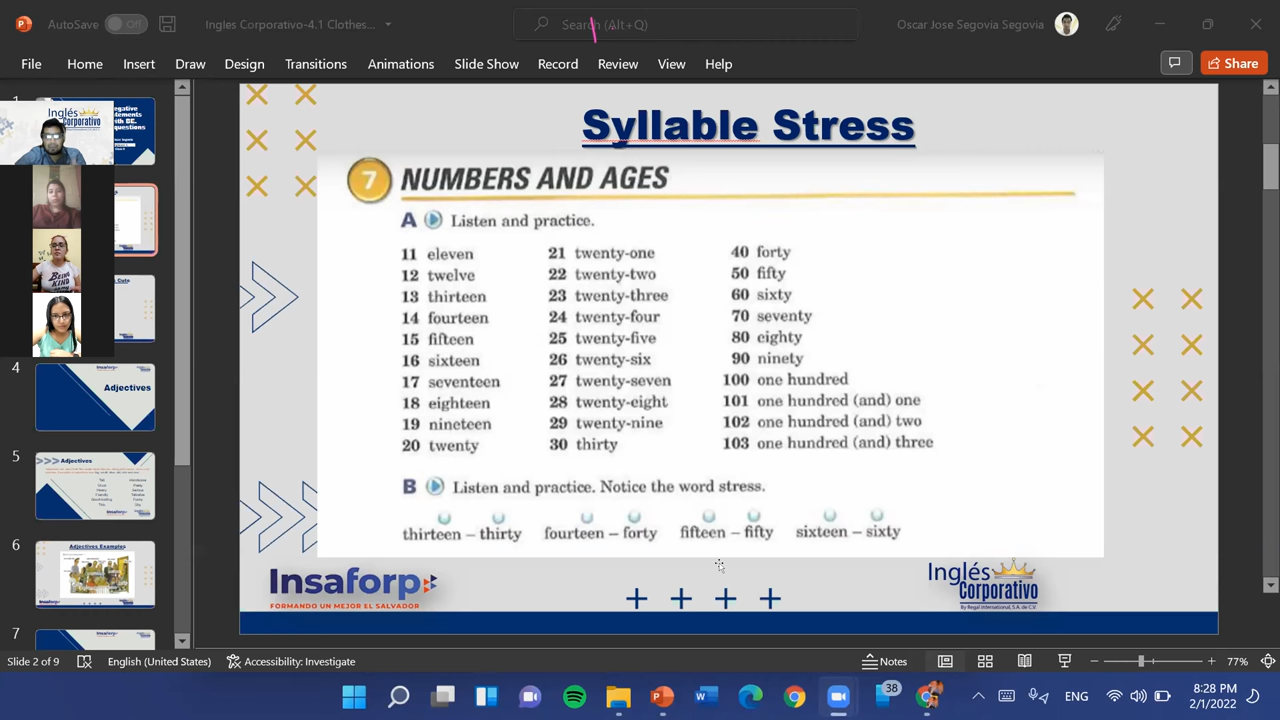 AutoSave Off Ingles Corporativo-4.1 Clothes... Search (Alt+Q) Oscar Jose Segovia Segovia
File Home Insert Draw Design Transitions Animations Slide Show Record Review View Help Share
Inglés
Corporativo
4
Adjectives
5
Adjectives
6
Adjectives Examples
7
Syllable Stress
7 NUMBERS AND AGES
A Listen and practice.
11 eleven 21 twenty-one 40 forty
12 twelve 22 twenty-two 50 fifty
13 thirteen 23 twenty-three 60 sixty
14 fourteen 24 twenty-four 70 seventy
15 fifteen 25 twenty-five 80 eighty
16 sixteen 26 twenty-six 90 ninety
17 seventeen 27 twenty-seven 100 one hundred
18 eighteen 28 twenty-eight 101 one hundred (and) one
19 nineteen 29 twenty-nine 102 one hundred (and) two
20 twenty 30 thirty 103 one hundred (and) three
B Listen and practice. Notice the word stress.
thirteen – thirty fourteen – forty fifteen – fifty sixteen – sixty
Insaforp
FORMANDO UN MEJOR EL SALVADOR
Inglés
Corporativo
By Regal International, S.A. de C.V.
Slide 2 of 9 English (United States) Accessibility: Investigate Notes 77%
38 ENG 8:28 PM
2/1/2022